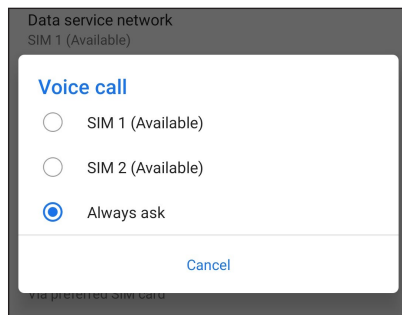 Data service network
SIM 1 (Available)
Voice call
SIM 1 (Available)
SIM 2 (Available)
Always ask
Cancel
Via preferred SIM card